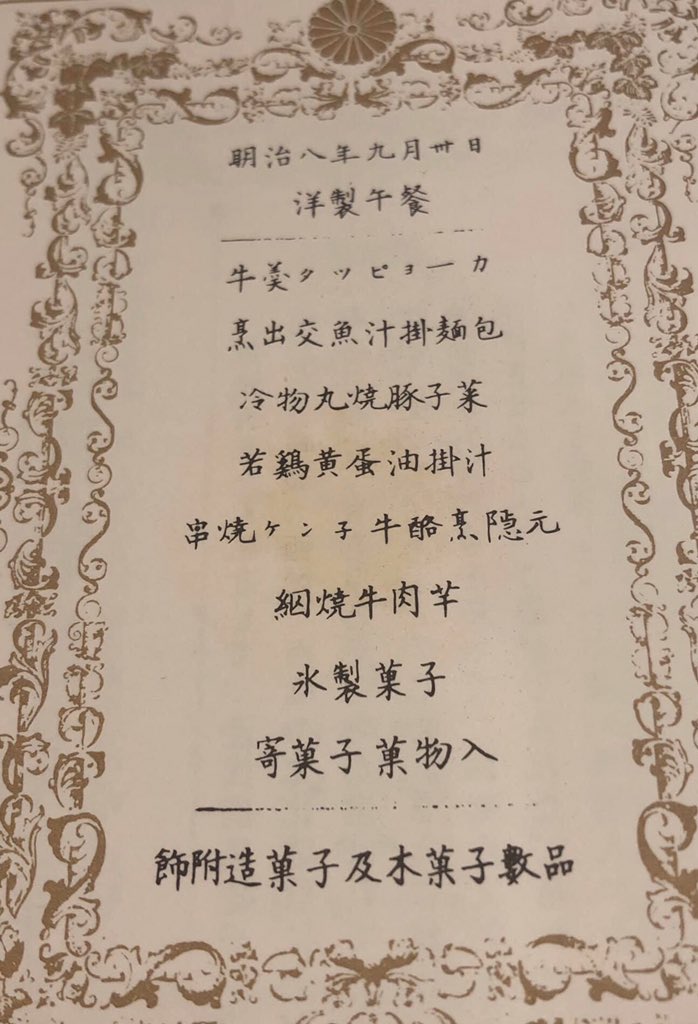 明治八年九月卅日
洋製午餐
牛羹タツピョーカ
烹出交魚汁掛麺包
冷物丸焼豚子菜
若鷄黄蛋油掛汁
串焼ケン子牛酪烹隠元
網焼牛肉芋
氷製菓子
寄菓子菓物入
飾附造菓子及木菓子數品